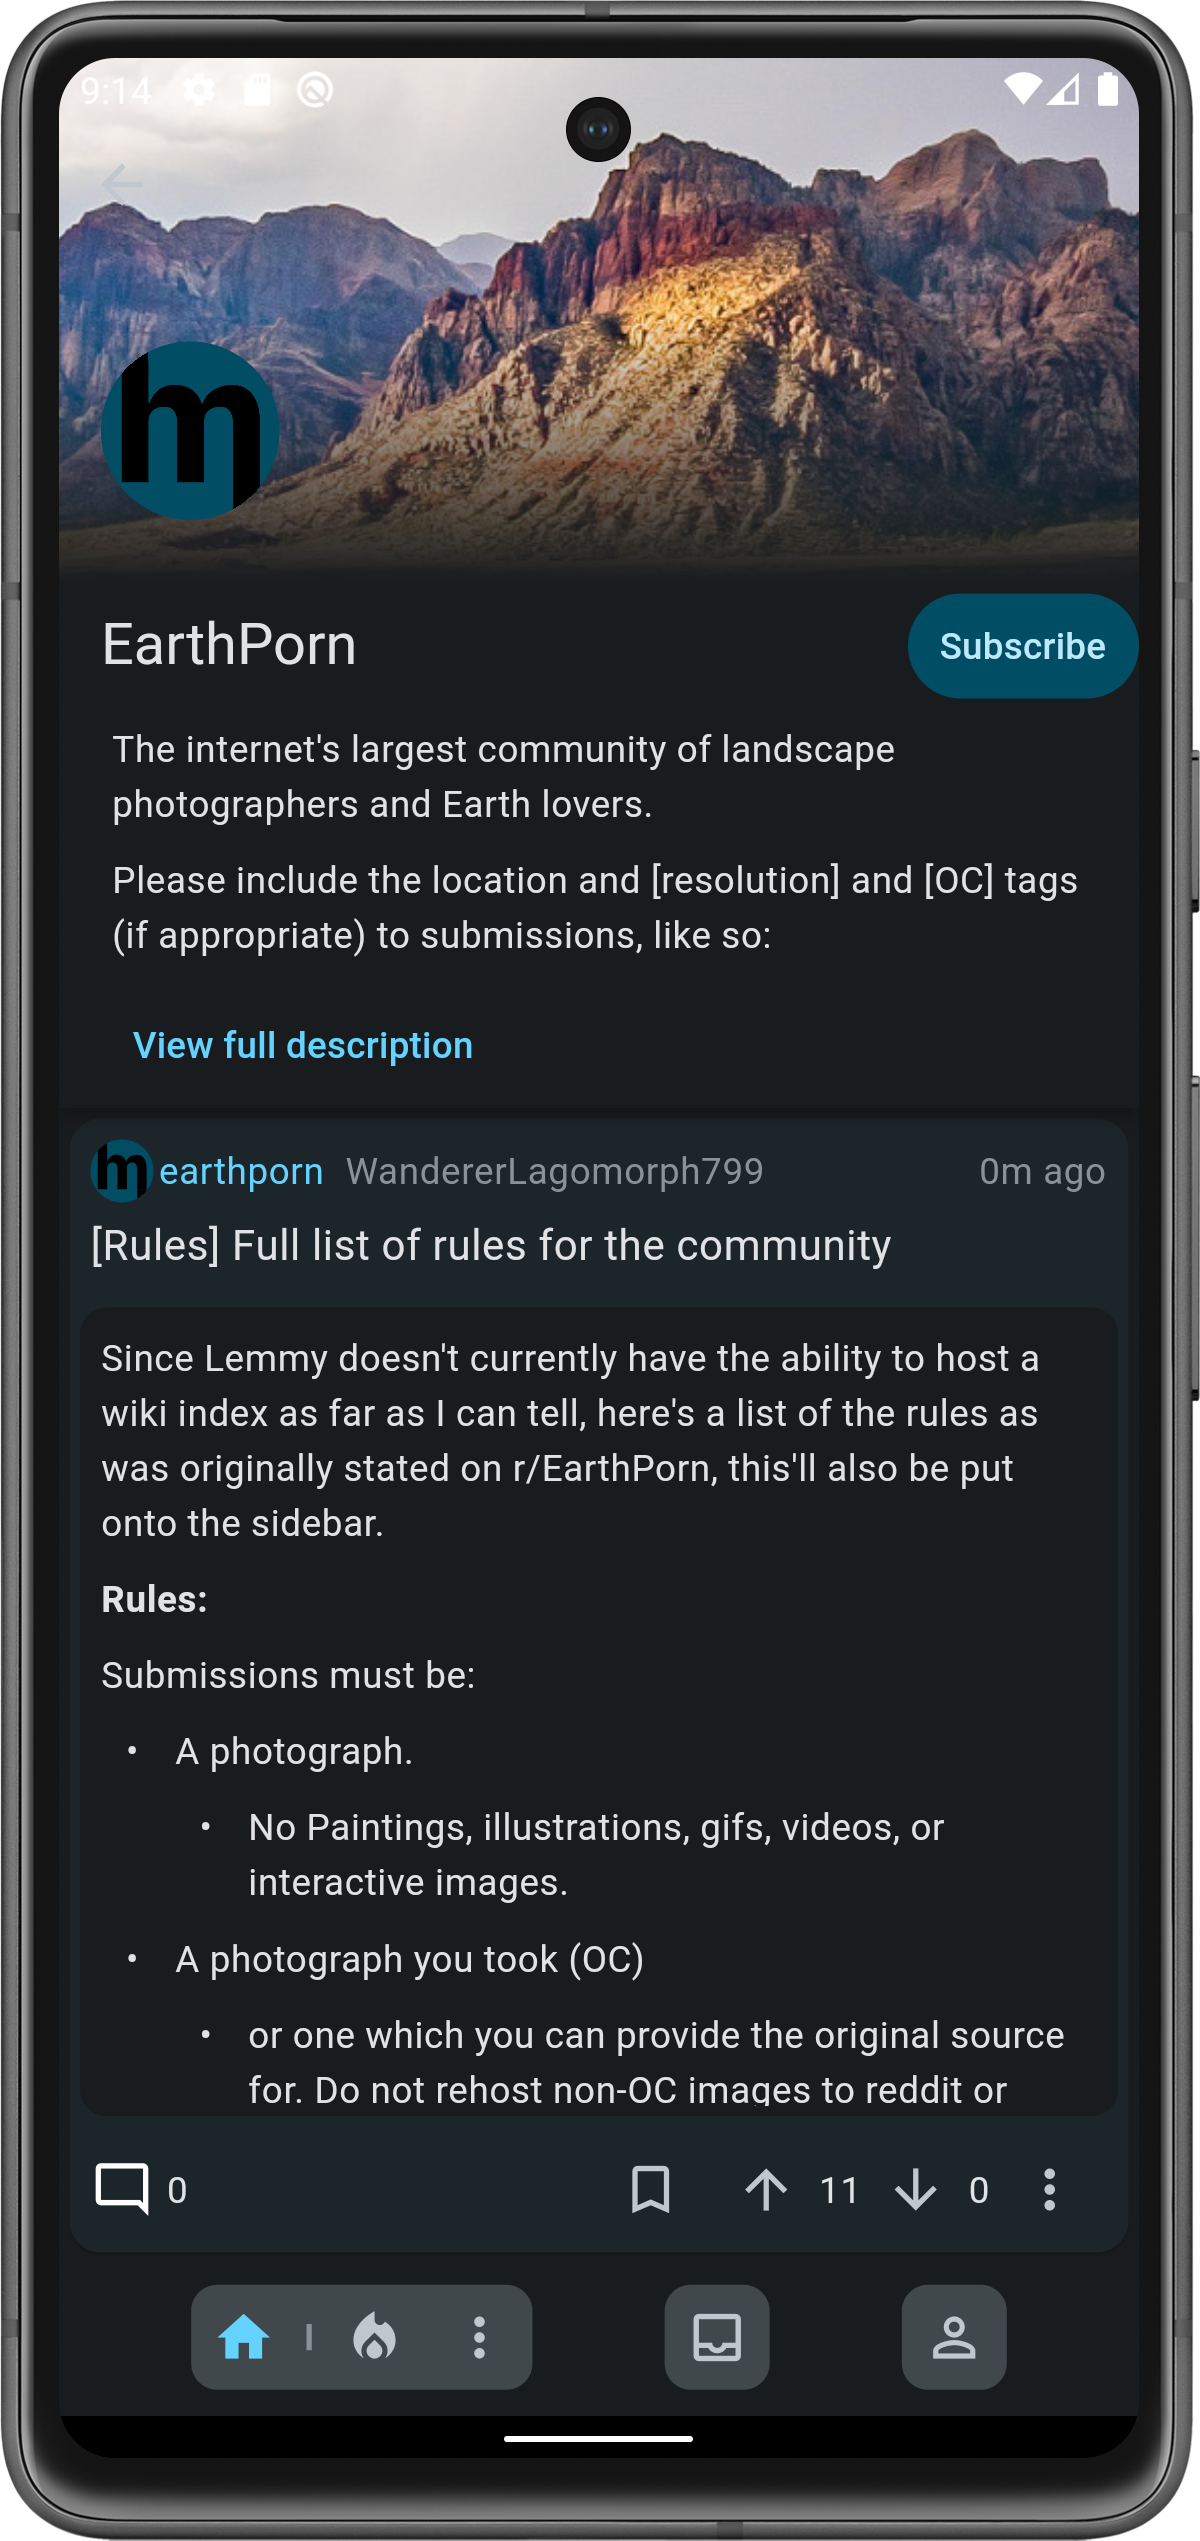 9:14
EarthPorn
Subscribe
The internet's largest community of landscape
photographers and Earth lovers.
Please include the location and [resolution] and [OC] tags
(if appropriate) to submissions, like so:
View full description
earthporn WandererLagomorph799 0m ago
[Rules] Full list of rules for the community
Since Lemmy doesn't currently have the ability to host a
wiki index as far as I can tell, here's a list of the rules as
was originally stated on r/EarthPorn, this'll also be put
onto the sidebar.
Rules:
Submissions must be:
• A photograph.
• No Paintings, illustrations, gifs, videos, or
interactive images.
• A photograph you took (OC)
• or one which you can provide the original source
for. Do not rehost non-OC images to reddit or
0 11 0